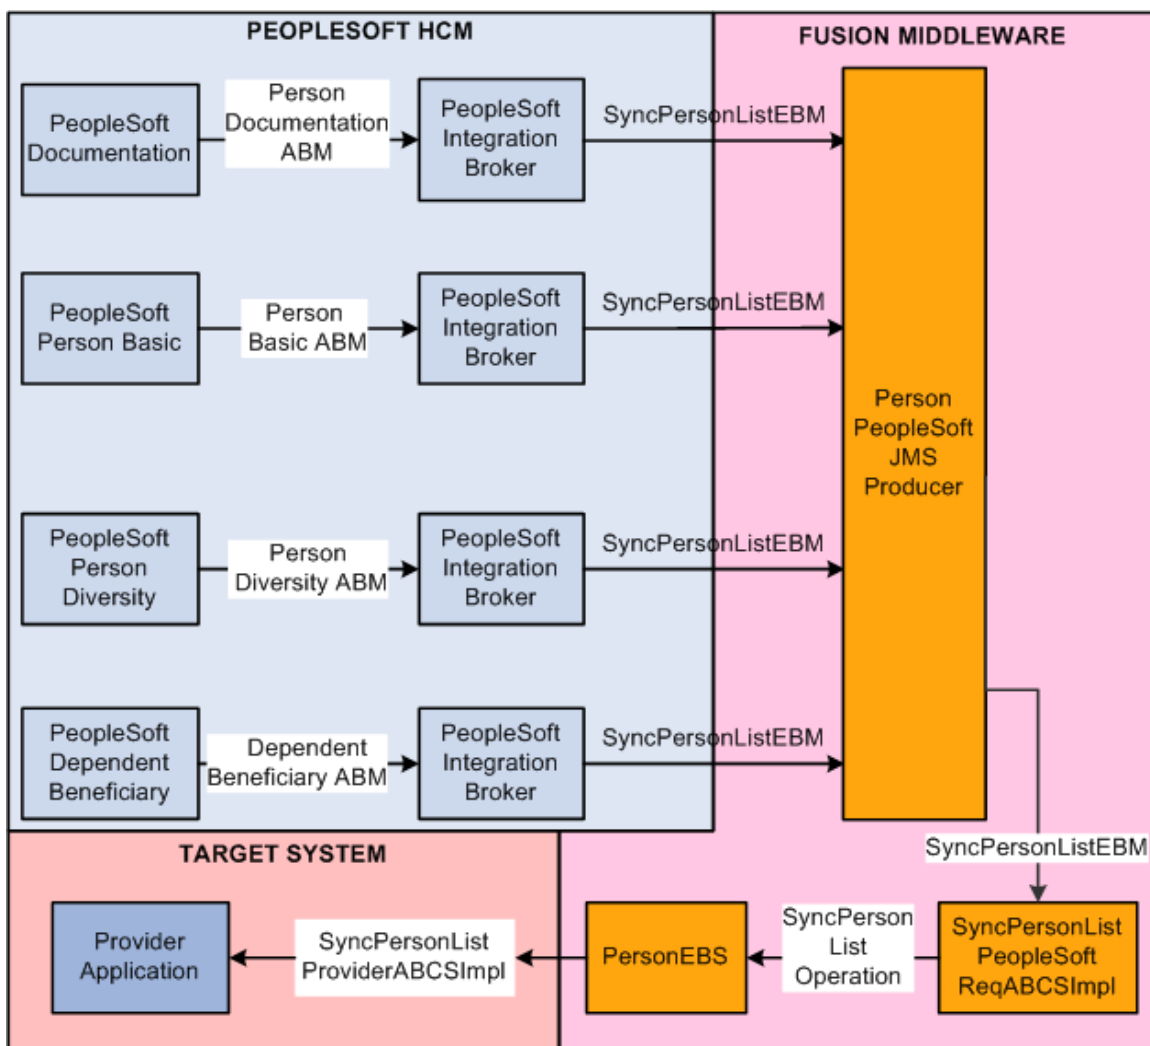 PEOPLESOFT HCM
FUSION MIDDLEWARE
PeopleSoft
Documentation
Person
Documentation
ABM
PeopleSoft
Integration
Broker
SyncPersonListEBM
PeopleSoft
Person Basic
Person
Basic ABM
PeopleSoft
Integration
Broker
SyncPersonListEBM
Person
PeopleSoft
JMS
Producer
PeopleSoft
Person
Diversity
Person
Diversity ABM
PeopleSoft
Integration
Broker
SyncPersonListEBM
PeopleSoft
Dependent
Beneficiary
Dependent
Beneficiary ABM
PeopleSoft
Integration
Broker
SyncPersonListEBM
SyncPersonListEBM
TARGET SYSTEM
Provider
Application
SyncPersonList
ProviderABCSImpl
PersonEBS
SyncPerson
List
Operation
SyncPersonList
PeopleSoft
ReqABCSImpl